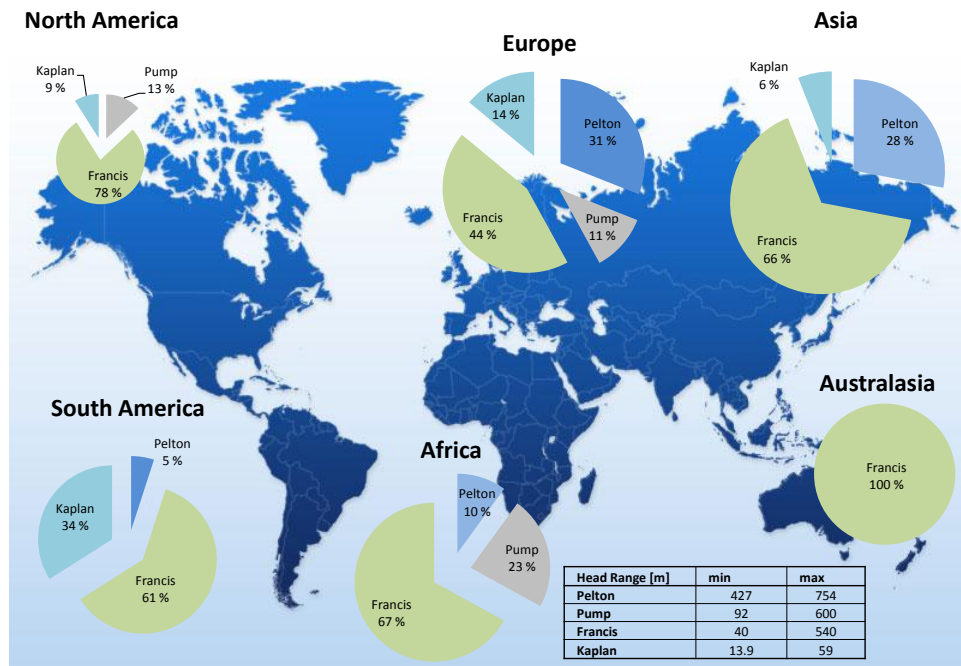 North America
Kaplan
9 %
Pump
13 %
Francis
78 %
Europe
Kaplan
14 %
Pelton
31 %
Francis
44 %
Pump
11 %
Asia
Kaplan
6 %
Pelton
28 %
Francis
66 %
South America
Pelton
5 %
Kaplan
34 %
Francis
61 %
Africa
Pelton
10 %
Pump
23 %
Francis
67 %
Australasia
Francis
100 %
Head Range [m] min max
Pelton 427 754
Pump 92 600
Francis 40 540
Kaplan 13.9 59